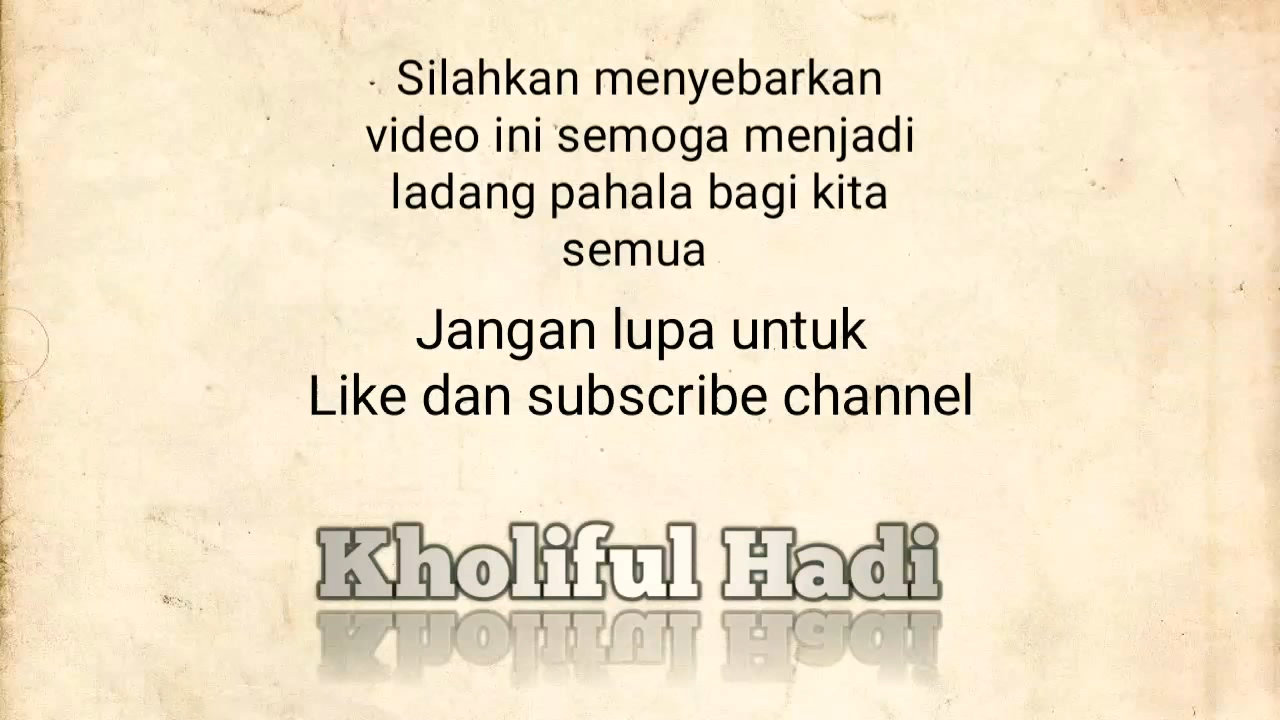 Silahkan menyebarkan
video ini semoga menjadi
ladang pahala bagi kita
semua
Jangan lupa untuk
Like dan subscribe channel
Kholiful Hadi